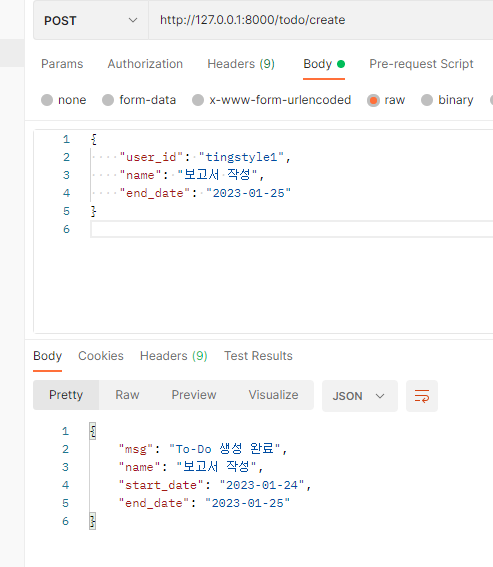 POST http://127.0.0.1:8000/todo/create
Params Authorization Headers (9) Body Pre-request Script
none form-data x-www-form-urlencoded raw binary
1 {
2 "user_id": "tingstyle1",
3 "name": "보고서 작성",
4 "end_date": "2023-01-25"
5 }
6
Body Cookies Headers (9) Test Results
Pretty Raw Preview Visualize JSON
1 {
2 "msg": "To-Do 생성 완료",
3 "name": "보고서 작성",
4 "start_date": "2023-01-24",
5 "end_date": "2023-01-25"
6 }